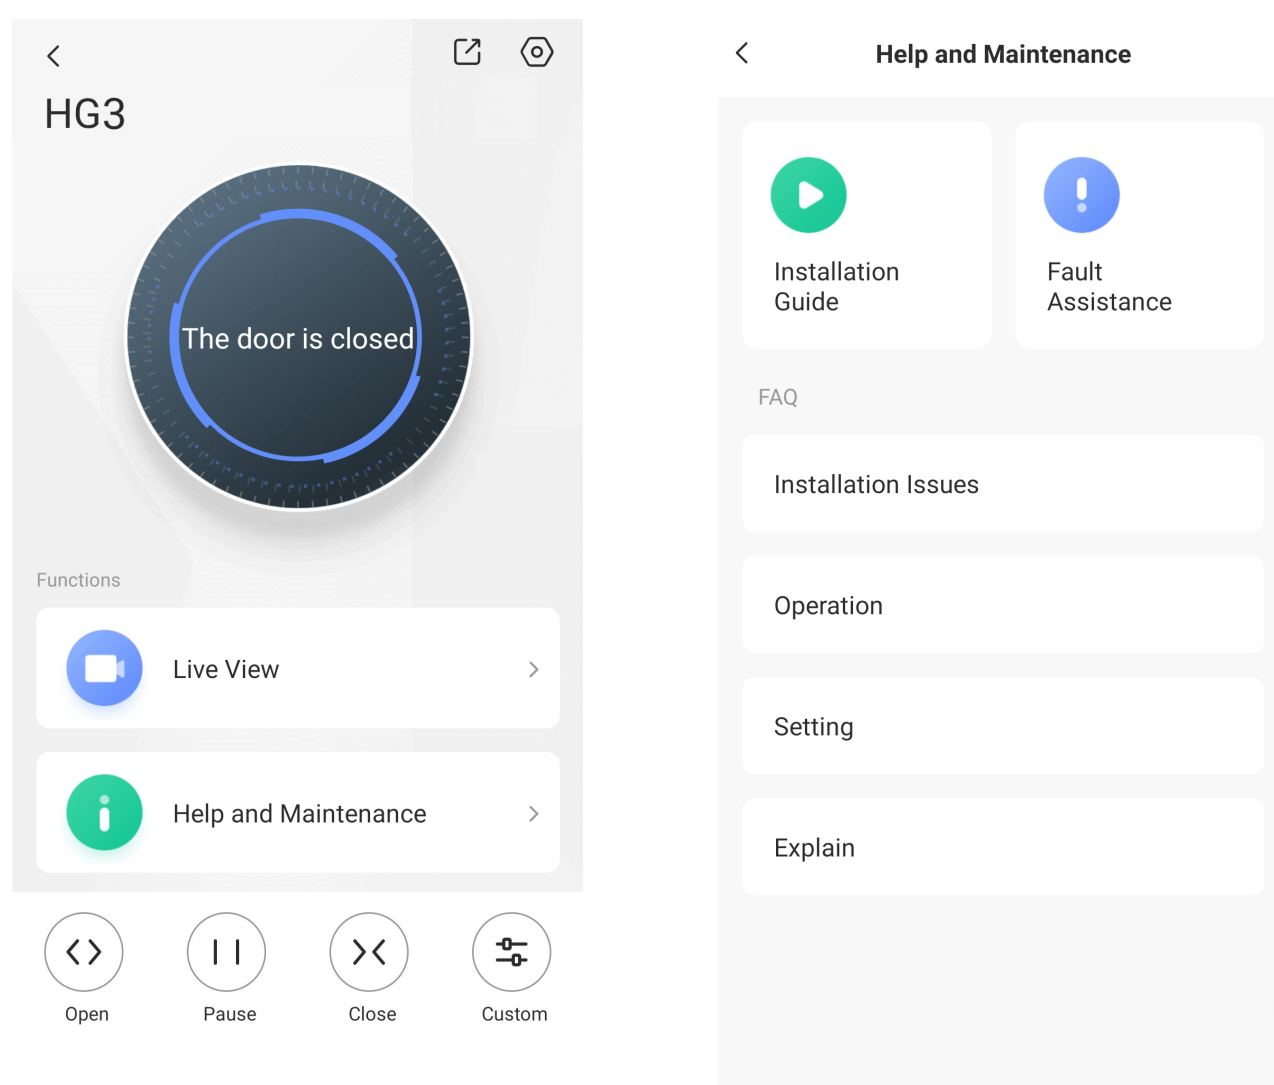 HG3
The door is closed
Functions
Live View
Help and Maintenance
Open
Pause
Close
Custom
Help and Maintenance
Installation
Guide
Fault
Assistance
FAQ
Installation Issues
Operation
Setting
Explain